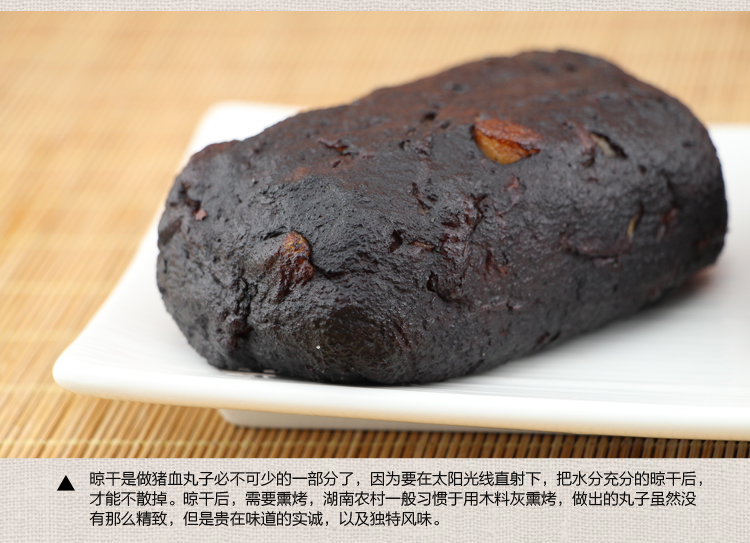 ▲ 晾干是做猪血丸子必不可少的一部分了，因为要在太阳光线直射下，把水分充分的晾干后，
才能不散掉。晾干后，需要熏烤，湖南农村一般习惯于用木料灰熏烤，做出的丸子虽然没
有那么精致，但是贵在味道的实诚，以及独特风味。